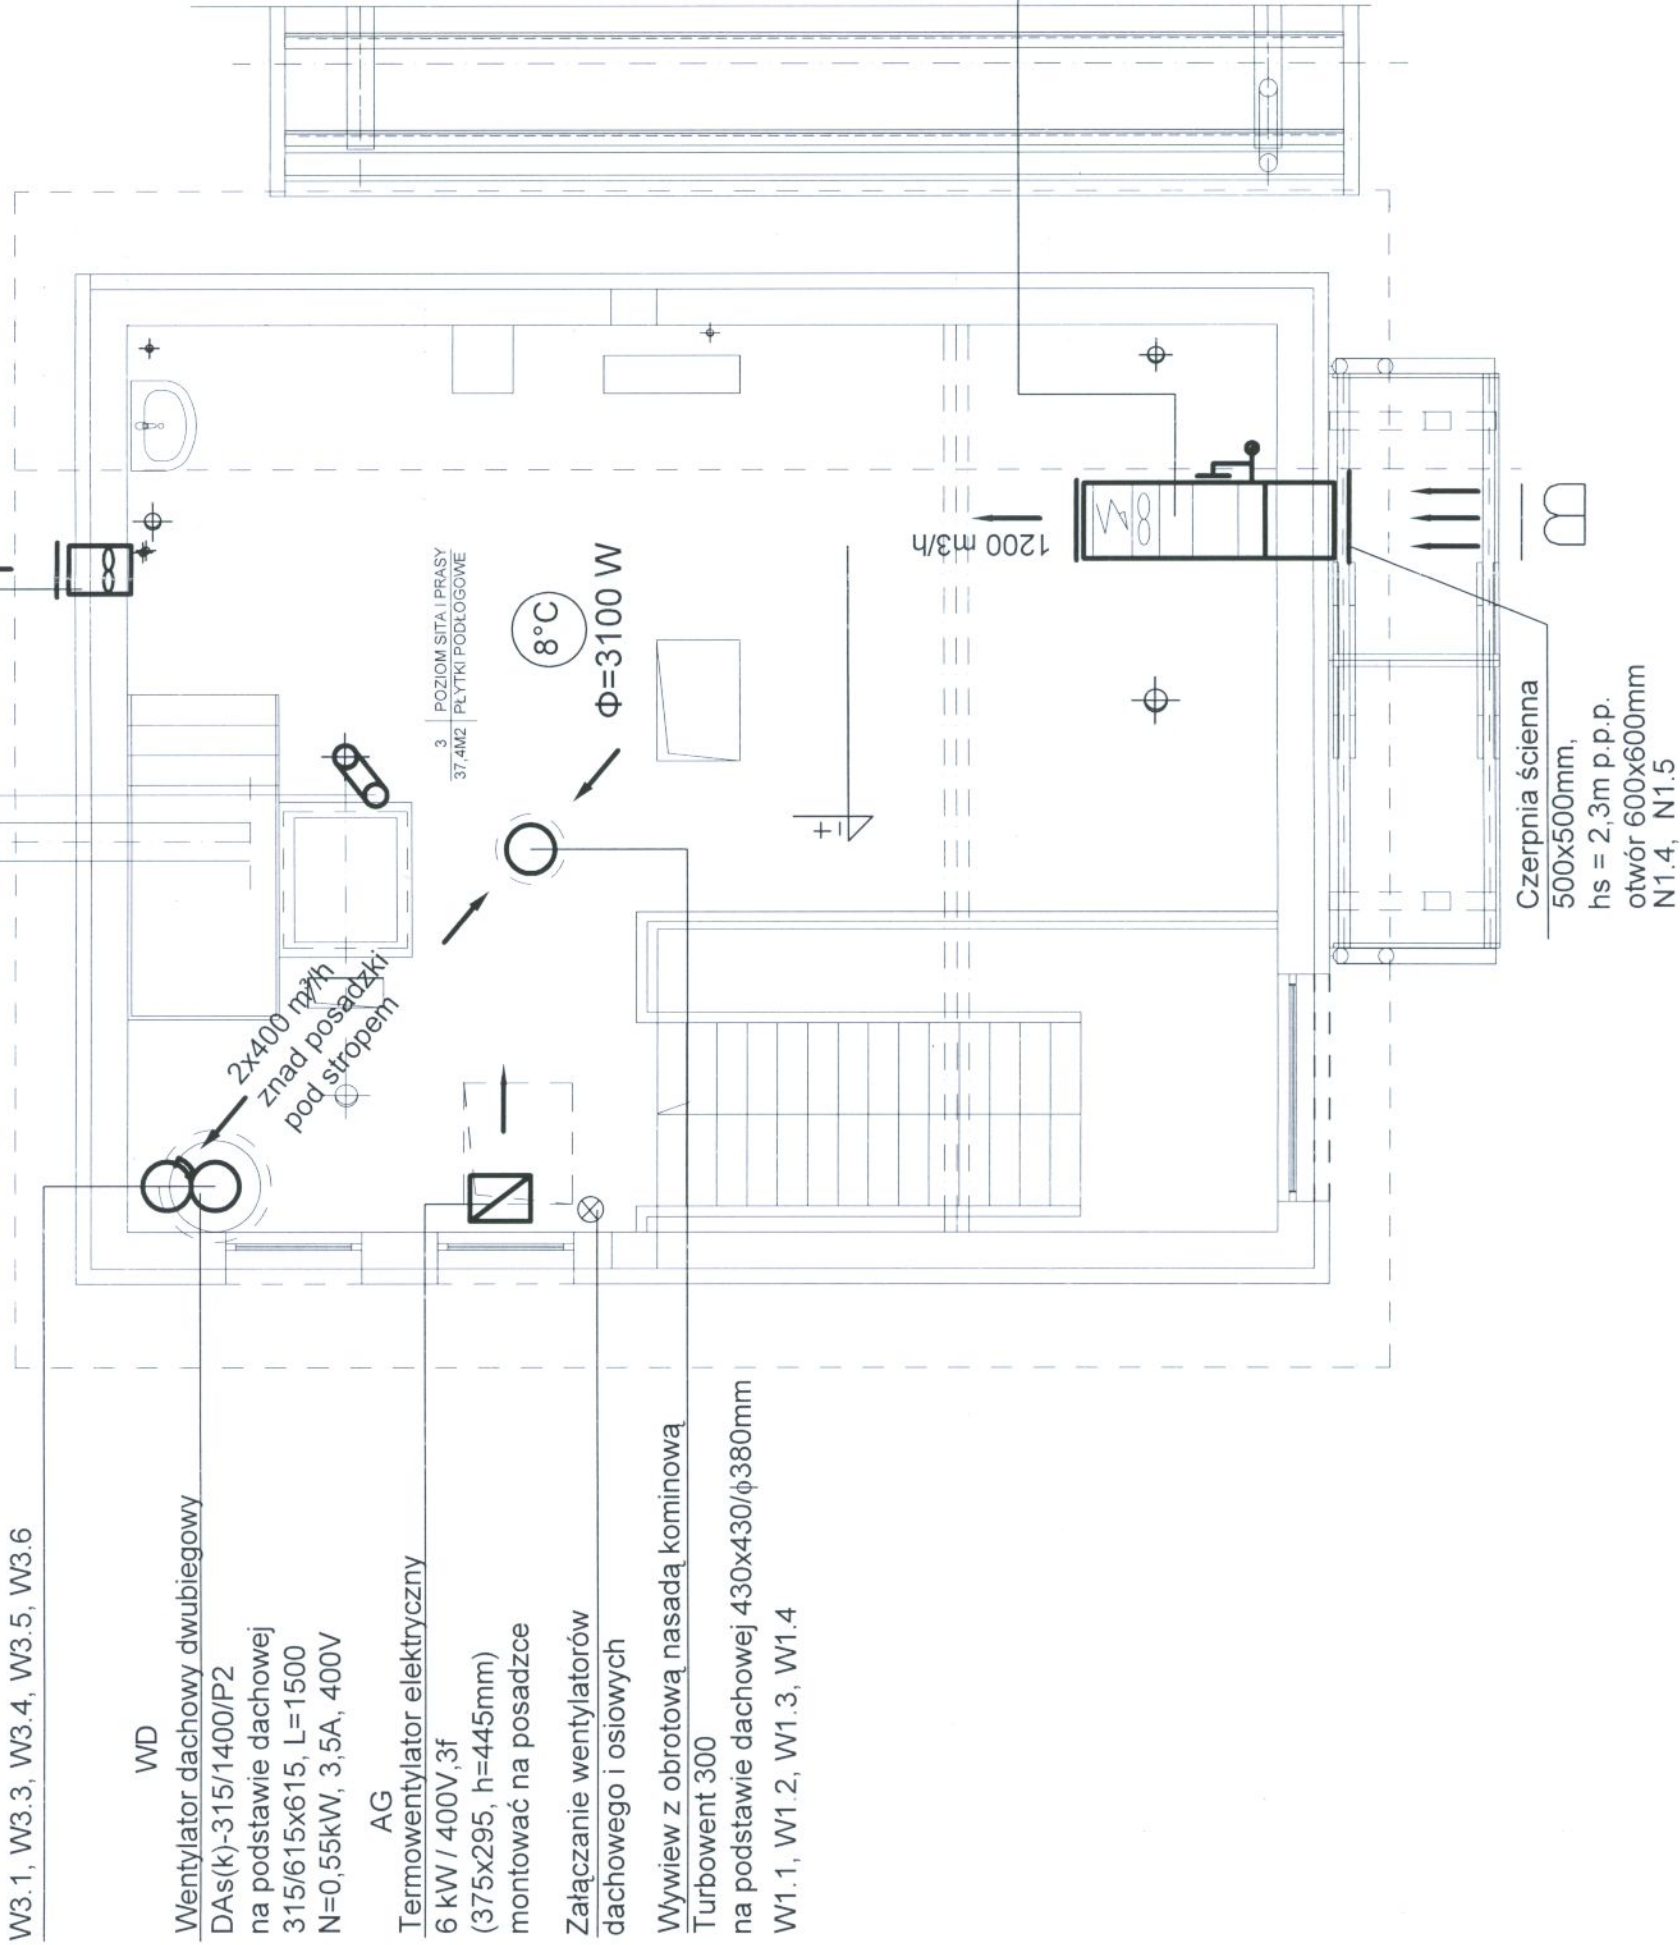 W3.1, W3.3, W3.4, W3.5, W3.6
WD
Wentylator dachowy dwubiegowy
DAs(k)-315/1400/P2
na podstawie dachowej
315/615x615, L=1500
N=0,55kW, 3,5A, 400V
AG
Termowentylator elektryczny
6 kW / 400V,3f
(375x295, h=445mm)
montować na posadzce
Załączanie wentylatorów
dachowego i osiowych
Wywiew z obrotową nasadą kominową
Turbowent 300
na podstawie dachowej 430x430/ϕ380mm
W1.1, W1.2, W1.3, W1.4
2x400 m³/h
znad posadzki
pod stropem
3 POZIOM SITA I PRASY
37,4M2 PŁYTKI PODŁOGOWE
8°C
Φ=3100 W
+
-
1200 m3/h
B
Czerpnia ścienna
500x500mm,
hs = 2,3m p.p.p.
otwór 600x600mm
N1.4, N1.5